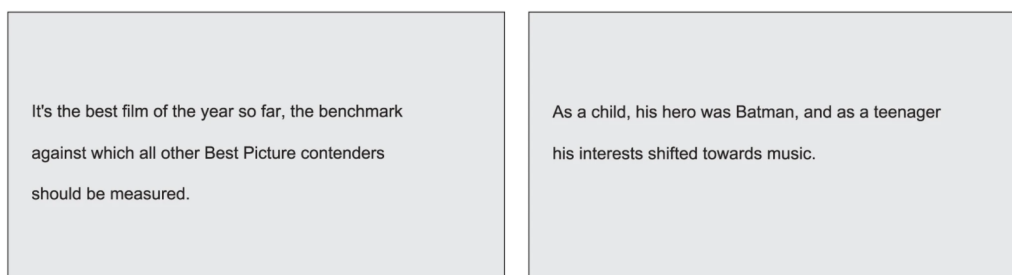 It's the best film of the year so far, the benchmark
against which all other Best Picture contenders
should be measured.
As a child, his hero was Batman, and as a teenager
his interests shifted towards music.